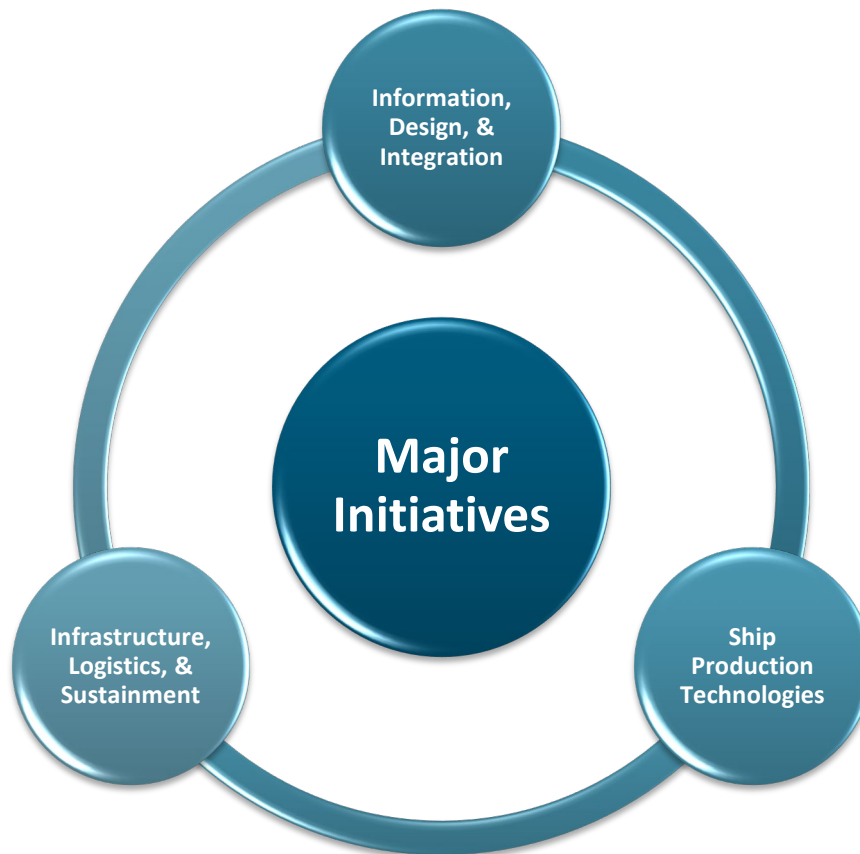 Information,
Design, &
Integration
Major
Initiatives
Infrastructure,
Logistics, &
Sustainment
Ship
Production
Technologies